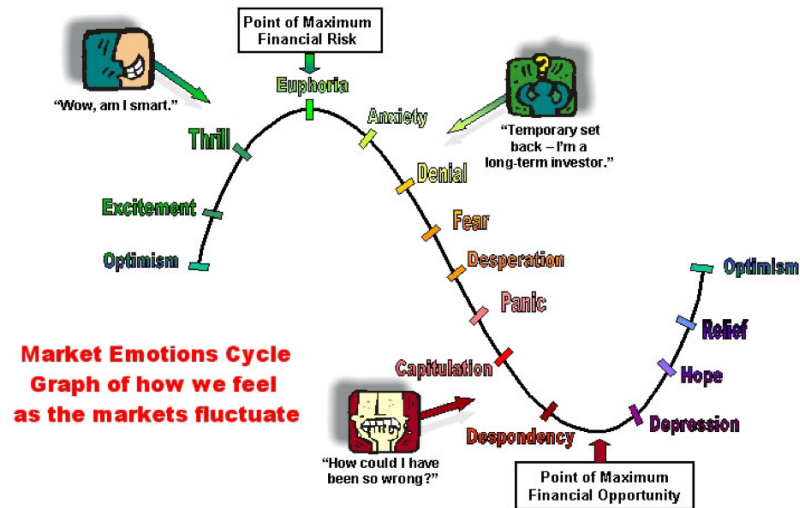 Point of Maximum
Financial Risk
Euphoria
"Wow, am I smart."
Thrill
Anxiety
?
"Temporary set
back – I'm a
long-term investor."
Denial
Excitement
Fear
Optimism
Desperation
Optimism
Panic
Relief
Market Emotions Cycle
Graph of how we feel
as the markets fluctuate
Capitulation
Hope
Despondency
Depression
"How could I have
been so wrong?"
Point of Maximum
Financial Opportunity